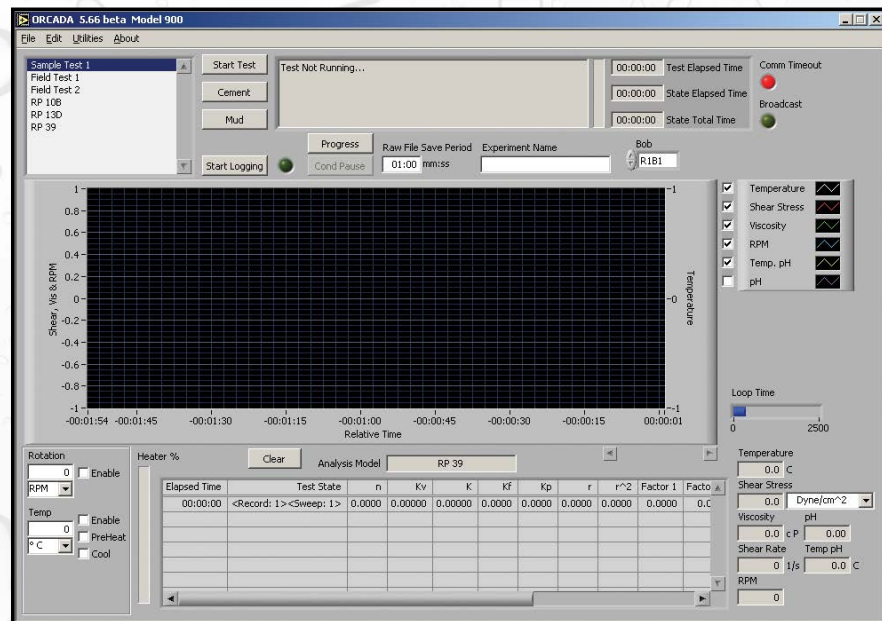 ORCADA 5.66 beta Model 900
File Edit Utilities About
Sample Test 1
Field Test 1
Field Test 2
RP 10B
RP 13D
RP 39
Start Test
Cement
Mud
Start Logging
Test Not Running...
00:00:00 Test Elapsed Time
00:00:00 State Elapsed Time
00:00:00 State Total Time
Comm Timeout
Broadcast
Progress
Cond Pause
Raw File Save Period
01:00 mm:ss
Experiment Name
Bob
R1B1
Temperature
Shear Stress
Viscosity
RPM
Temp. pH
pH
Shear, Vis & RPM
1
0.8
0.6
0.4
0.2
0
-0.2
-0.4
-0.6
-0.8
-1
1
0
-1
Temperature
-00:01:54 -00:01:45 -00:01:30 -00:01:15 -00:01:00 -00:00:45 -00:00:30 -00:00:15 00:00:01
Relative Time
Loop Time
0 2500
Rotation
0 Enable
RPM
Temp
0 Enable
° C PreHeat
Cool
Heater %
Clear
Analysis Model RP 39
Elapsed Time Test State n Kv K Kf Kp r r^2 Factor 1 Facto
00:00:00 <Record: 1><Sweep: 1> 0.0000 0.00000 0.0000 0.0000 0.0000 0.0000 0.0000 0.0000 0.0
Temperature
0.0 C
Shear Stress
0.0 Dyne/cm^2
Viscosity pH
0.0 c P 0.00
Shear Rate Temp pH
0 1/s 0.0 C
RPM
0